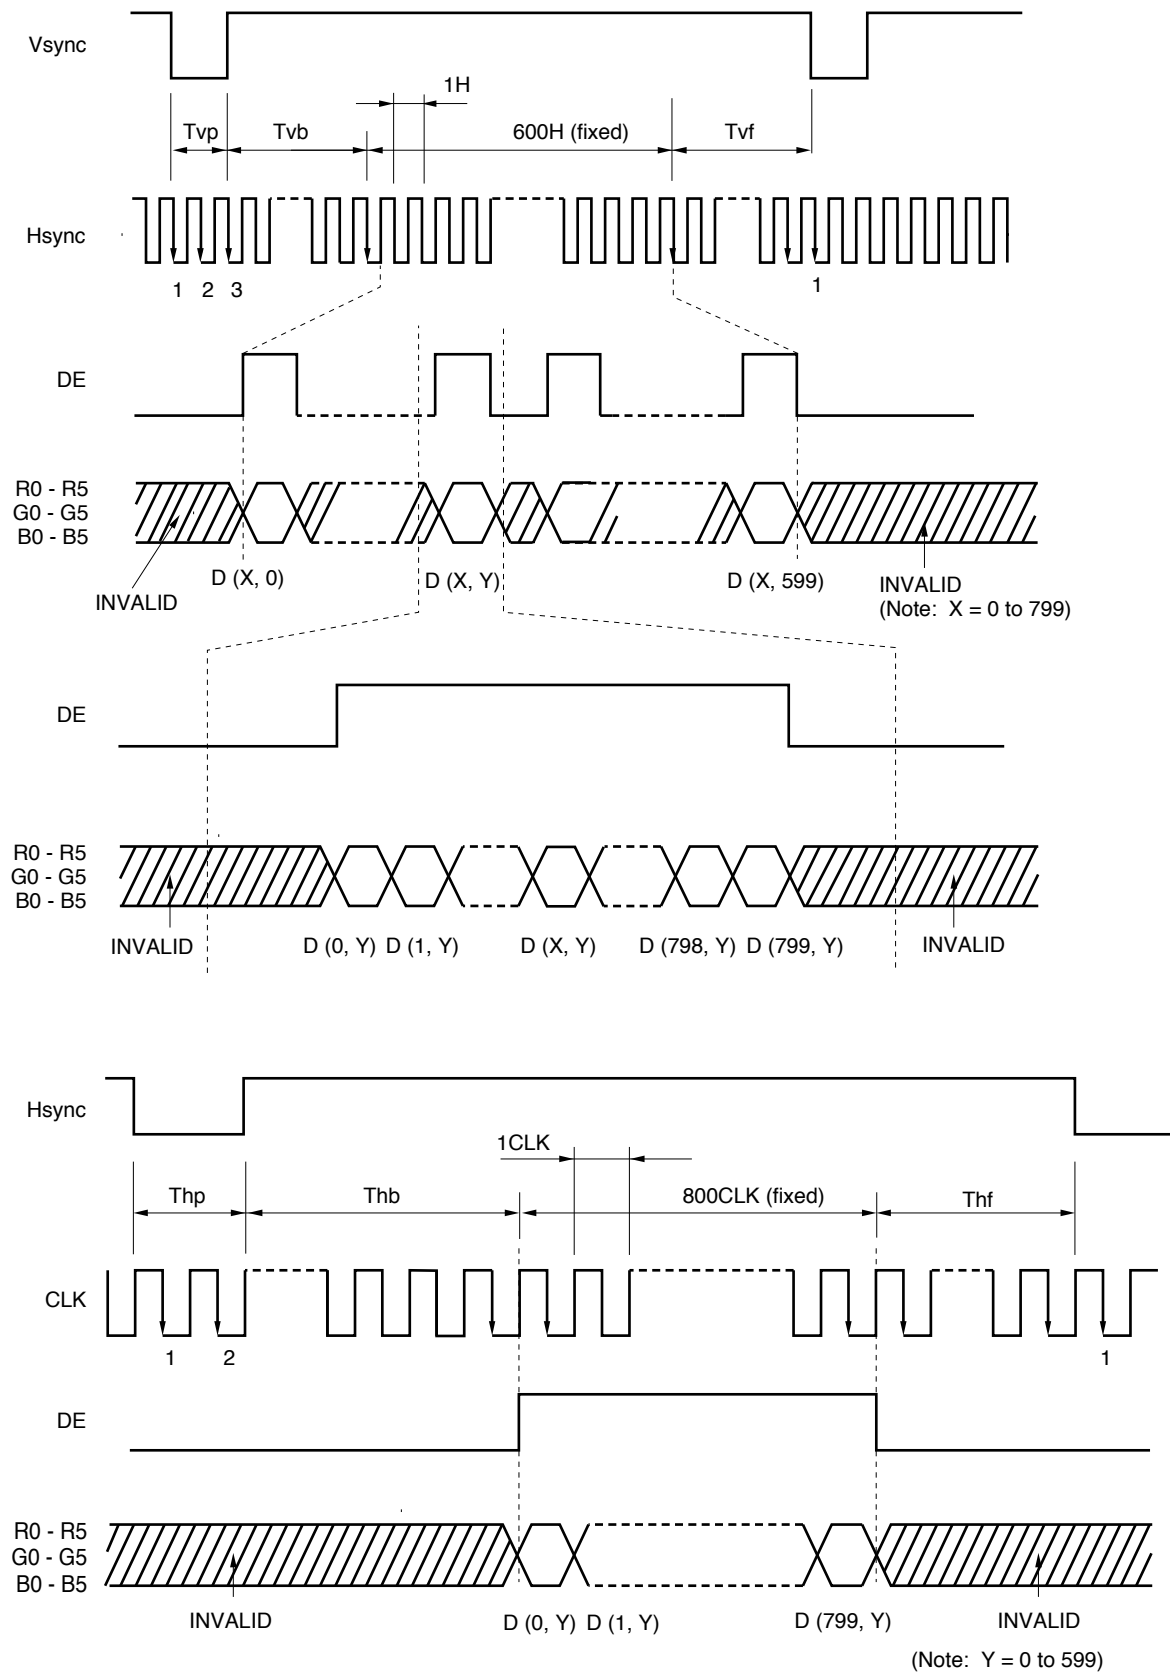 Vsync
1H
Tvp
Tvb
600H (fixed)
Tvf
Hsync
1 2 3
1
DE
R0 - R5
G0 - G5
B0 - B5
D (X, 0)
D (X, Y)
D (X, 599)
INVALID
INVALID
(Note: X = 0 to 799)
DE
R0 - R5
G0 - G5
B0 - B5
INVALID
D (0, Y) D (1, Y)
D (X, Y)
D (798, Y) D (799, Y)
INVALID
Hsync
1CLK
Thp
Thb
800CLK (fixed)
Thf
CLK
1 2
1
DE
R0 - R5
G0 - G5
B0 - B5
INVALID
D (0, Y) D (1, Y)
D (799, Y)
INVALID
(Note: Y = 0 to 599)